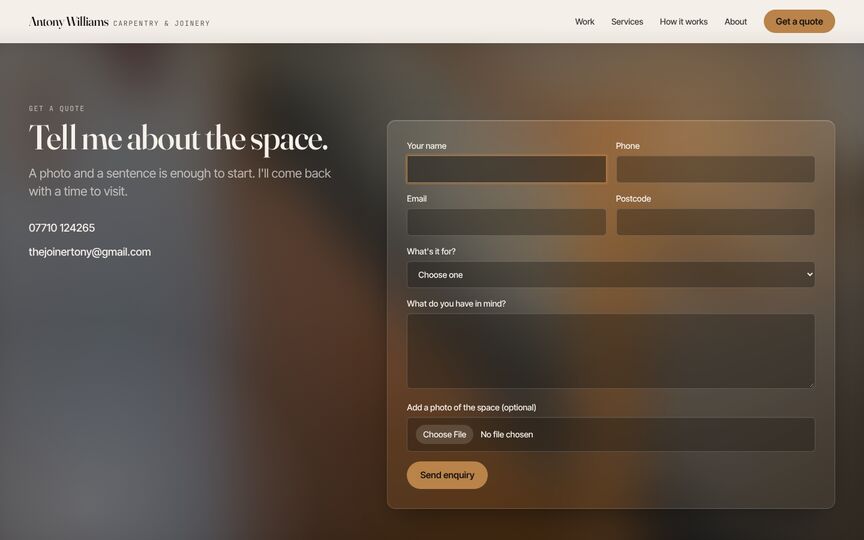 Antony Williams CARPENTRY & JOINERY
Work Services How it works About Get a quote
GET A QUOTE
Tell me about the space.
A photo and a sentence is enough to start. I'll come back
with a time to visit.
07710 124265
thejoinertony@gmail.com
Your name Phone
Email Postcode
What's it for?
Choose one
What do you have in mind?
Add a photo of the space (optional)
Choose File No file chosen
Send enquiry